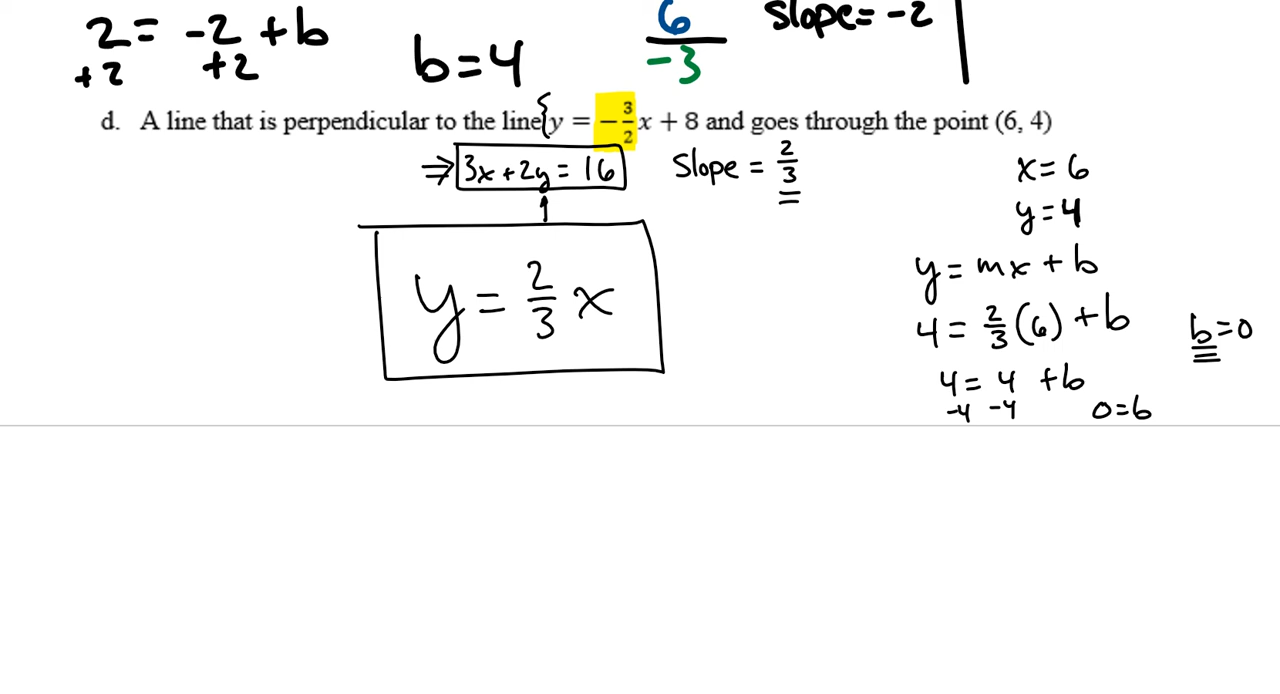 2 = -2 + b
+2 +2
b = 4
6
-3
slope = -2
d. A line that is perpendicular to the line { y = -3/2 x + 8 and goes through the point (6, 4)
⇒ 3x + 2y = 16
Slope = 2/3
y = 2/3 x
x = 6
y = 4
y = mx + b
4 = 2/3 (6) + b
b = 0
4 = 4 + b
-4 -4
0 = b